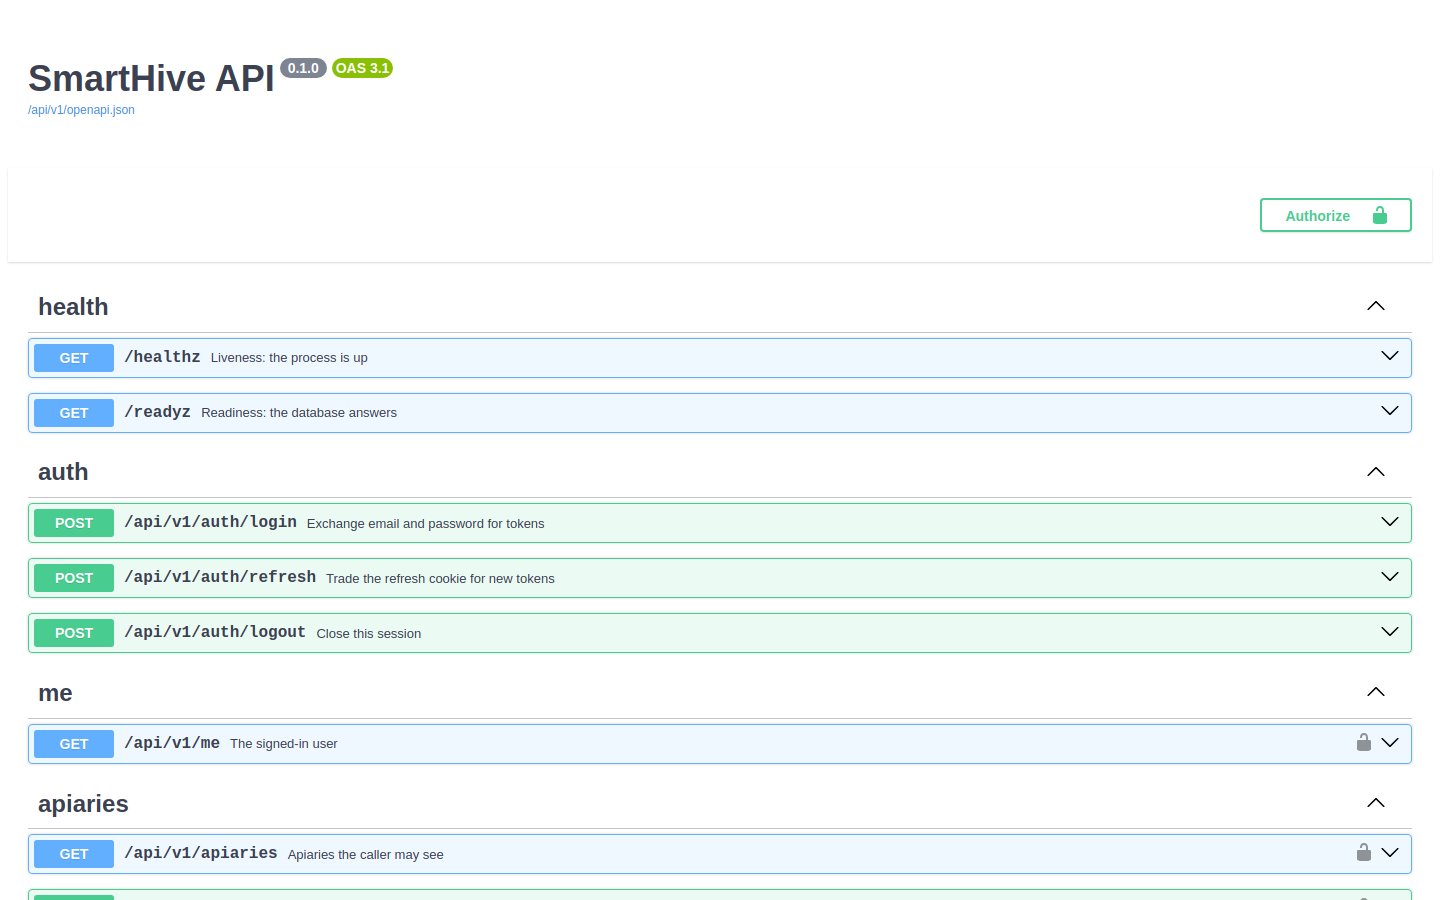 SmartHive API 0.1.0 OAS 3.1
/api/v1/openapi.json
Authorize
health
GET /healthz Liveness: the process is up
GET /readyz Readiness: the database answers
auth
POST /api/v1/auth/login Exchange email and password for tokens
POST /api/v1/auth/refresh Trade the refresh cookie for new tokens
POST /api/v1/auth/logout Close this session
me
GET /api/v1/me The signed-in user
apiaries
GET /api/v1/apiaries Apiaries the caller may see